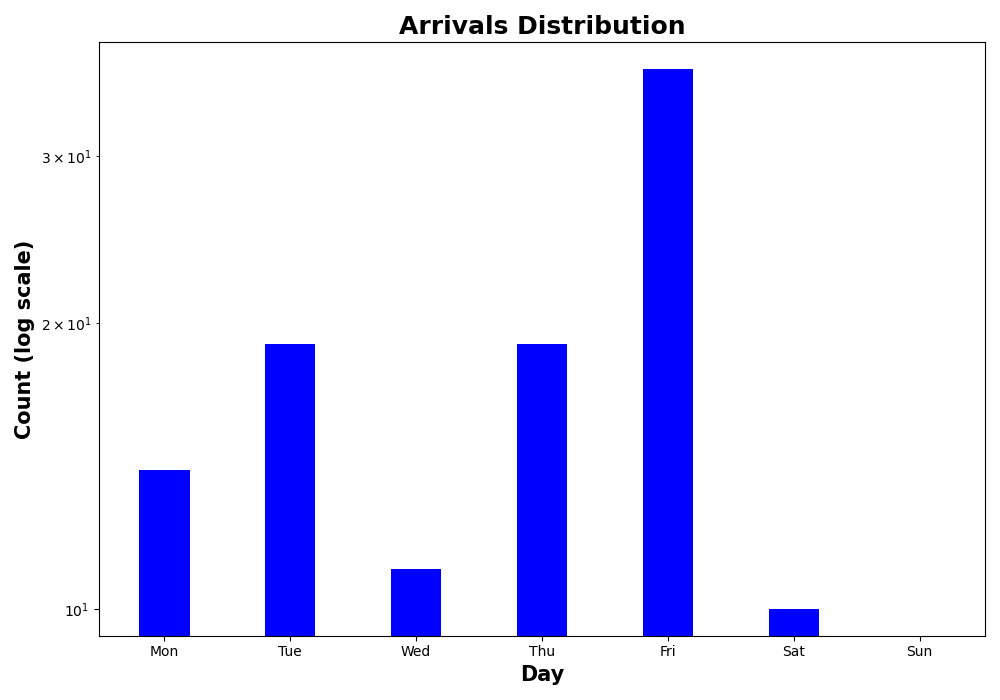 Arrivals Distribution
Count (log scale)
3 × 10¹
2 × 10¹
10¹
Mon Tue Wed Thu Fri Sat Sun
Day